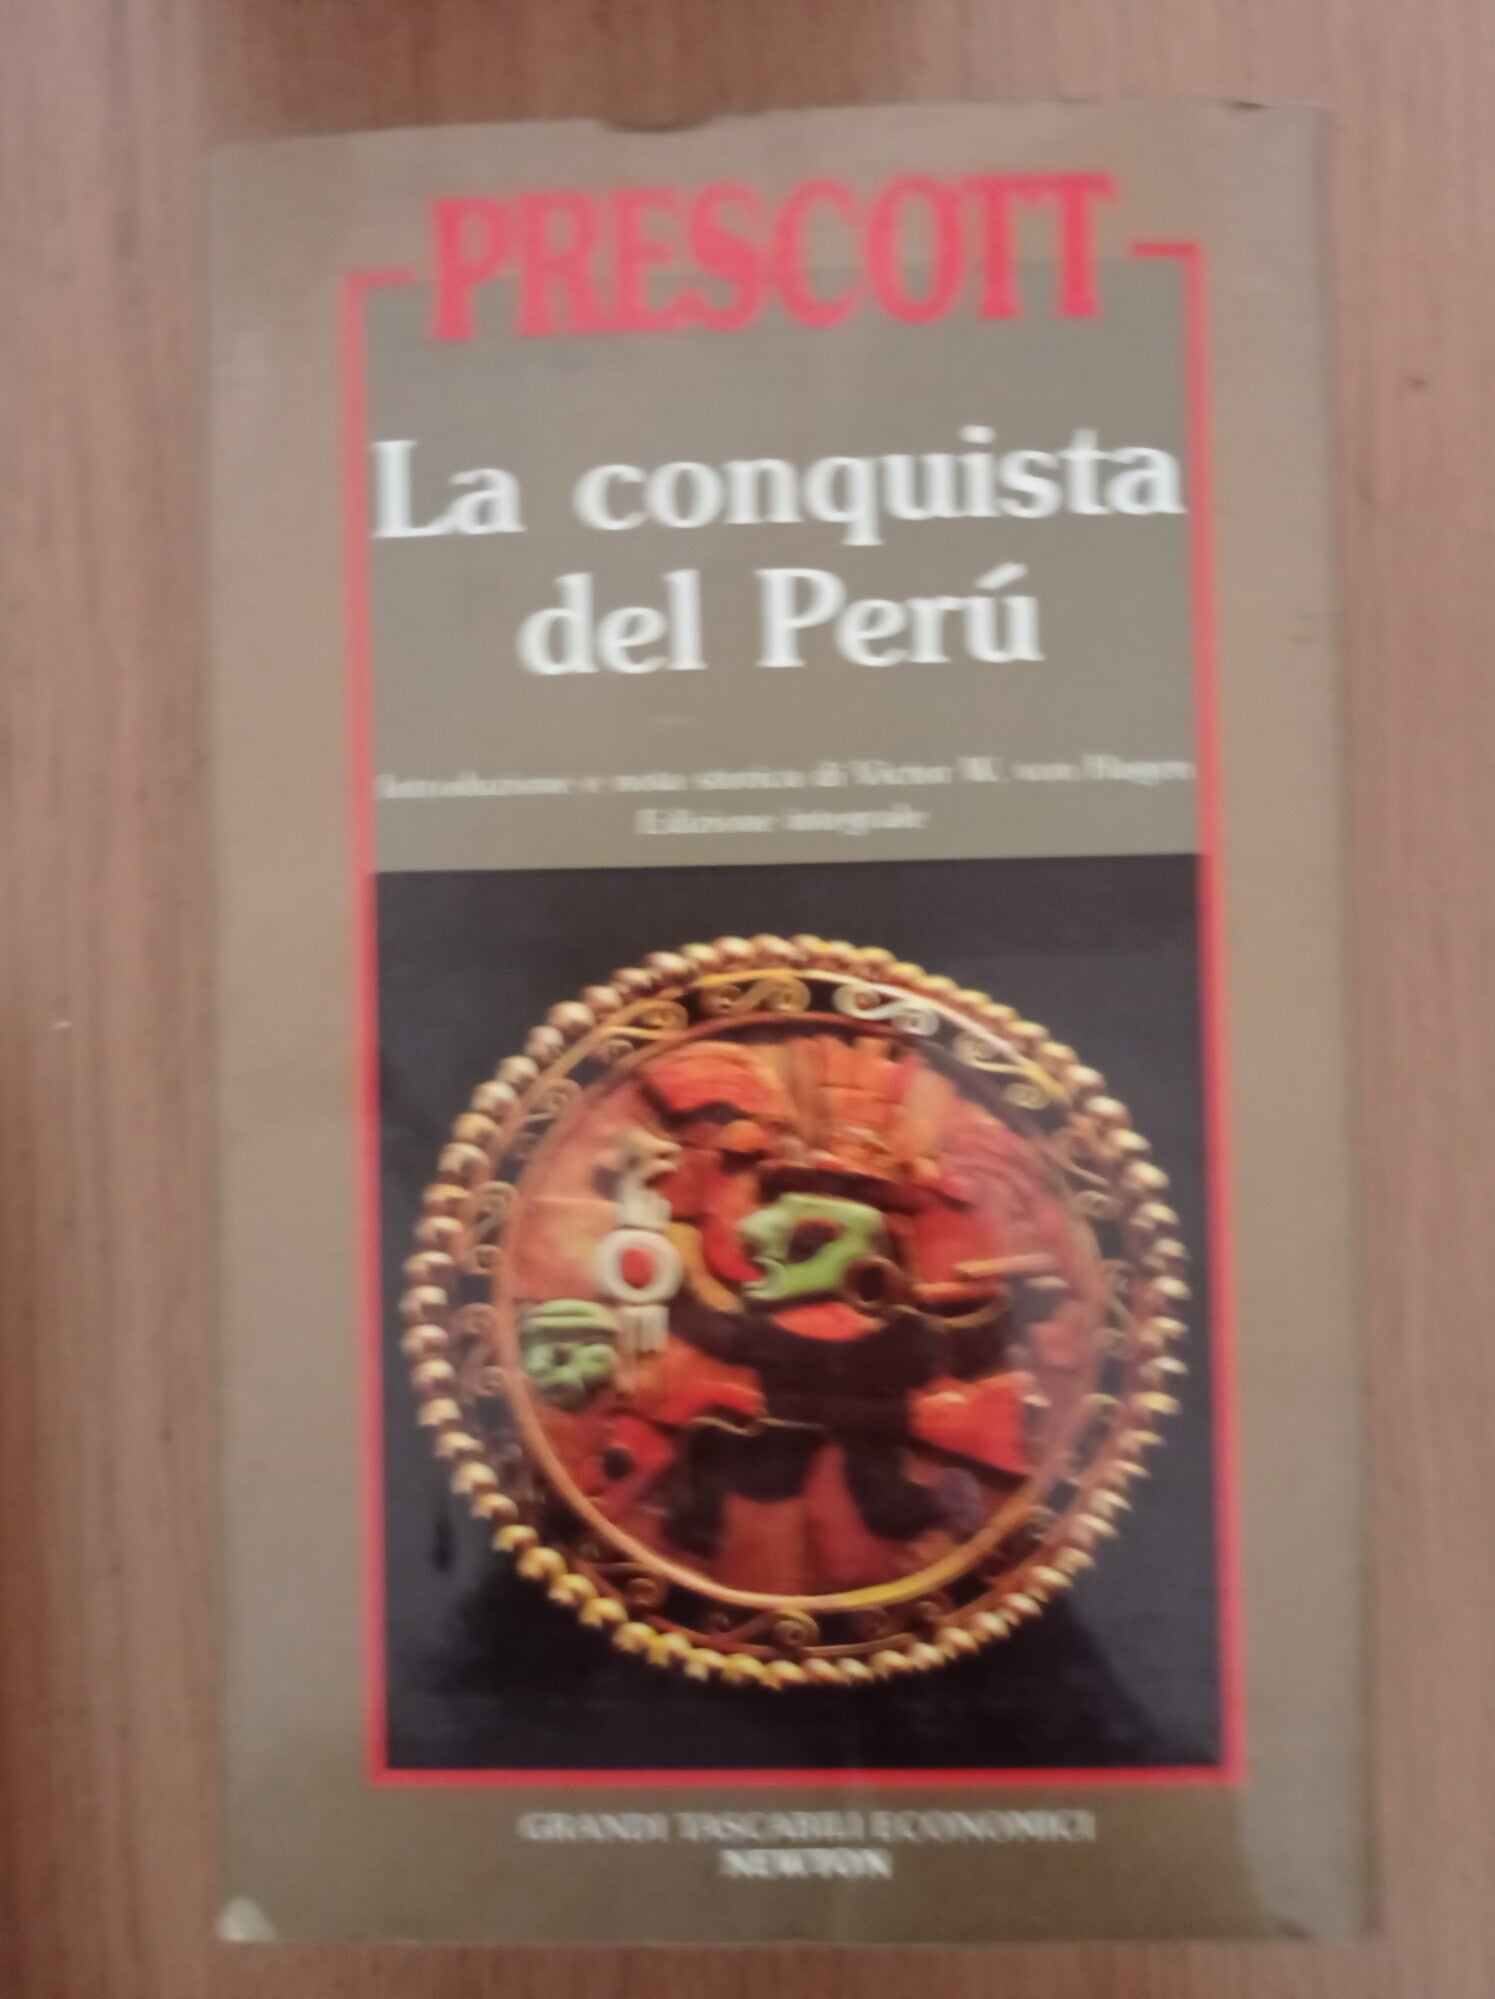 PRESCOTT
La conquista
del Perú
Introduzione e nota storica di Victor W. von Hagen
Edizione integrale
GRANDI TASCABILI ECONOMICI
NEWTON